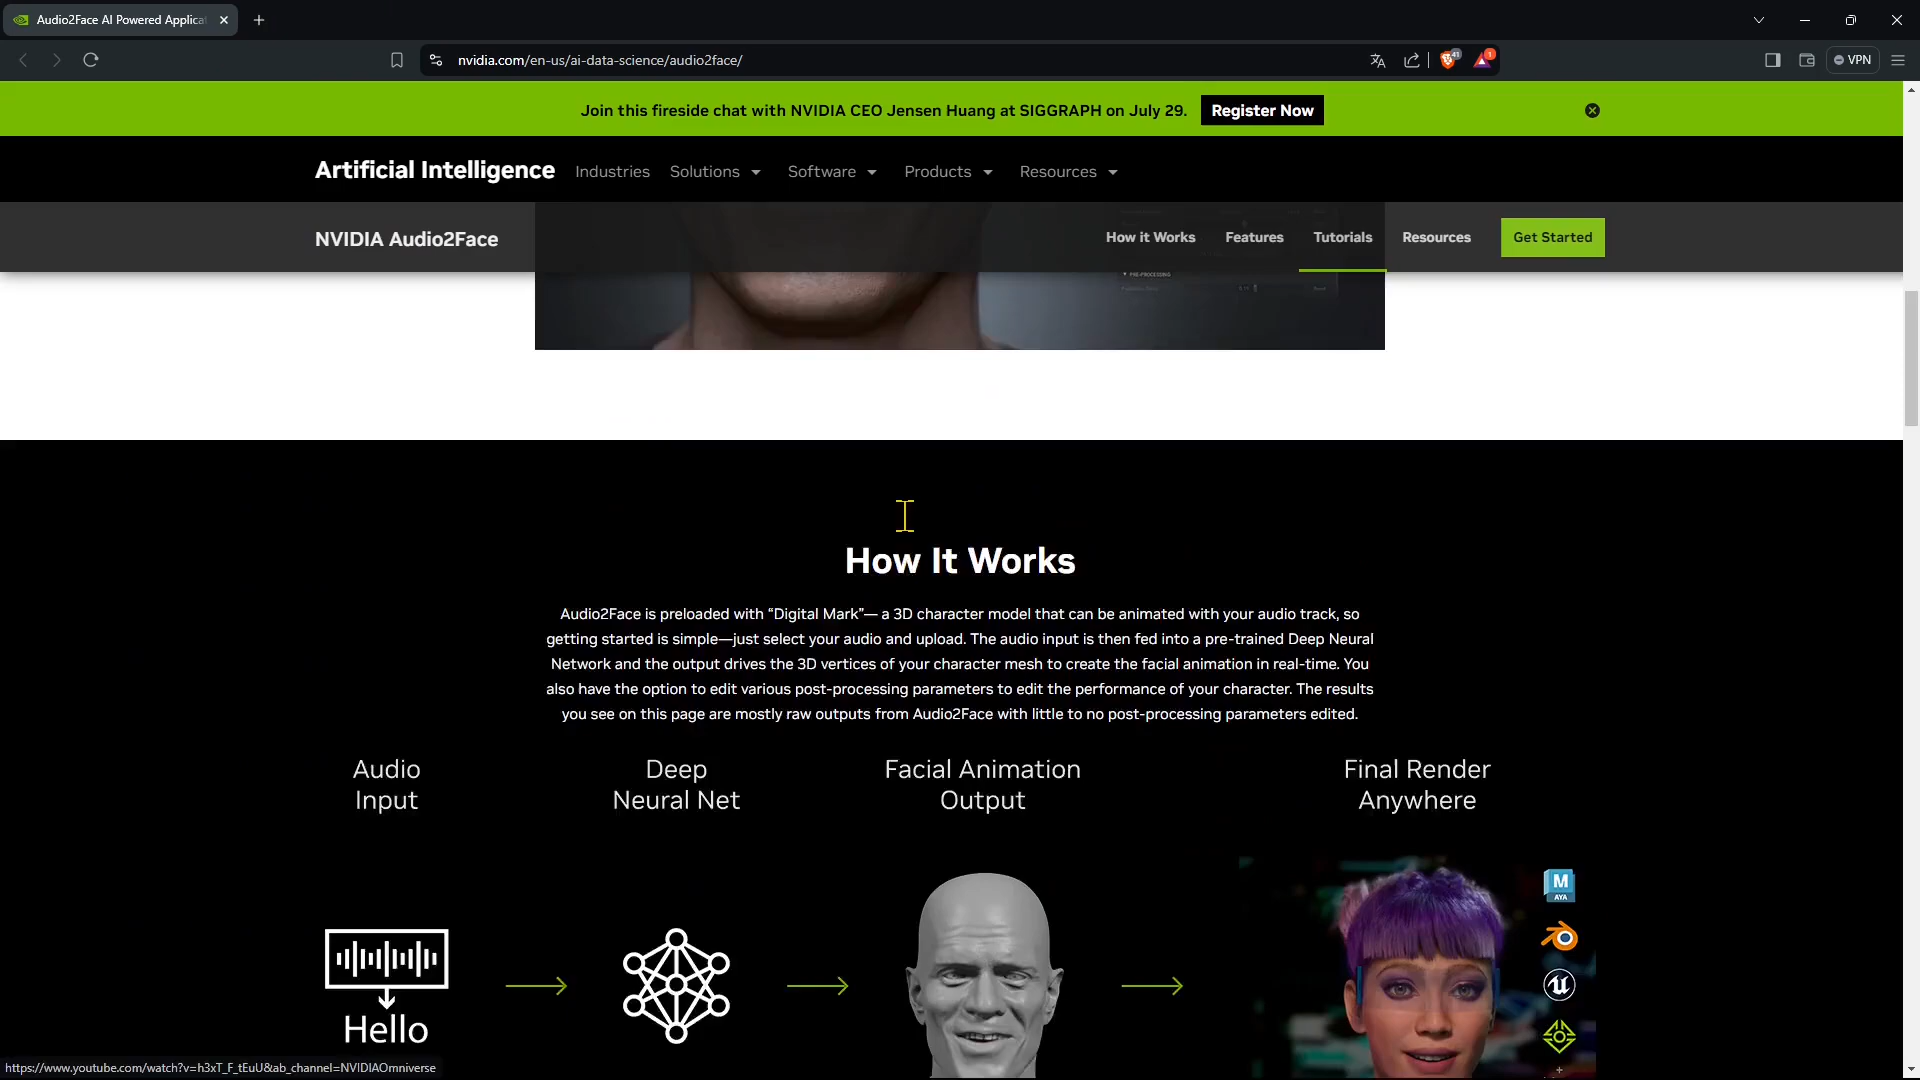 Audio2Face AI Powered Applica
nvidia.com/en-us/ai-data-science/audio2face/
41
1
VPN
Join this fireside chat with NVIDIA CEO Jensen Huang at SIGGRAPH on July 29.
Register Now
Artificial Intelligence
Industries
Solutions
Software
Products
Resources
NVIDIA Audio2Face
How it Works
Features
Tutorials
Resources
Get Started
PRE-PROCESSING
How It Works
Audio2Face is preloaded with “Digital Mark”— a 3D character model that can be animated with your audio track, so
getting started is simple—just select your audio and upload. The audio input is then fed into a pre-trained Deep Neural
Network and the output drives the 3D vertices of your character mesh to create the facial animation in real-time. You
also have the option to edit various post-processing parameters to edit the performance of your character. The results
you see on this page are mostly raw outputs from Audio2Face with little to no post-processing parameters edited.
Audio
Input
Deep
Neural Net
Facial Animation
Output
Final Render
Anywhere
M
AYA
Hello
https://www.youtube.com/watch?v=h3xT_F_tEuU&ab_channel=NVIDIAOmniverse